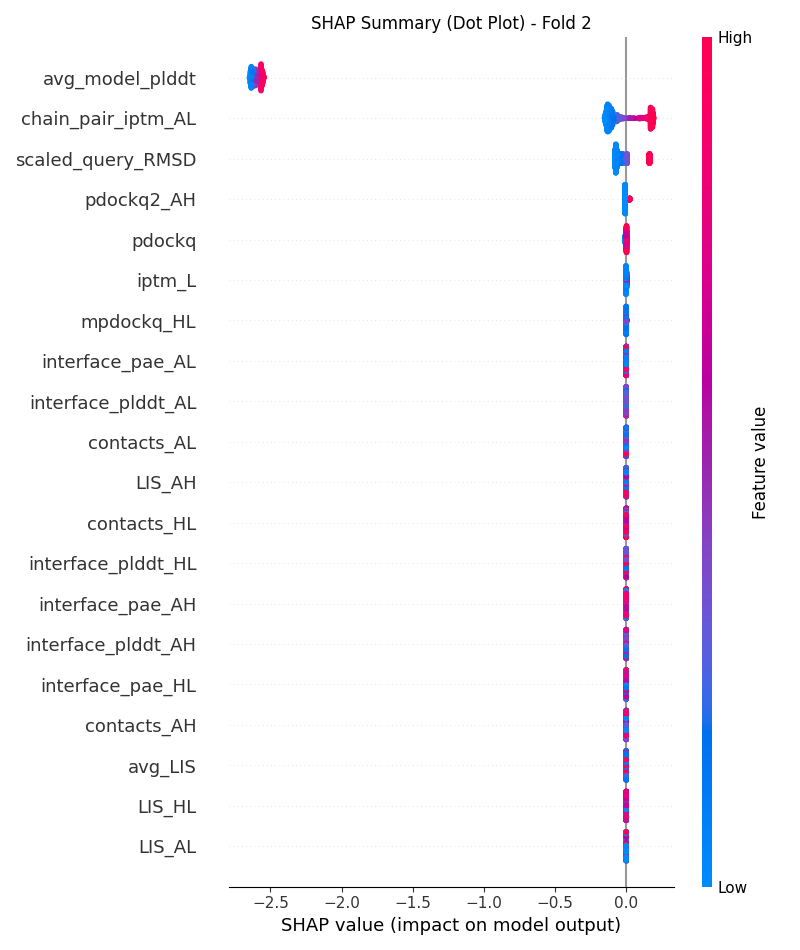 SHAP Summary (Dot Plot) - Fold 2
High
avg_model_plddt
chain_pair_iptm_AL
scaled_query_RMSD
pdockq2_AH
pdockq
iptm_L
mpdockq_HL
interface_pae_AL
interface_plddt_AL
contacts_AL
LIS_AH
contacts_HL
interface_plddt_HL
interface_pae_AH
interface_plddt_AH
interface_pae_HL
contacts_AH
avg_LIS
LIS_HL
LIS_AL
Feature value
Low
−2.5 −2.0 −1.5 −1.0 −0.5 0.0
SHAP value (impact on model output)